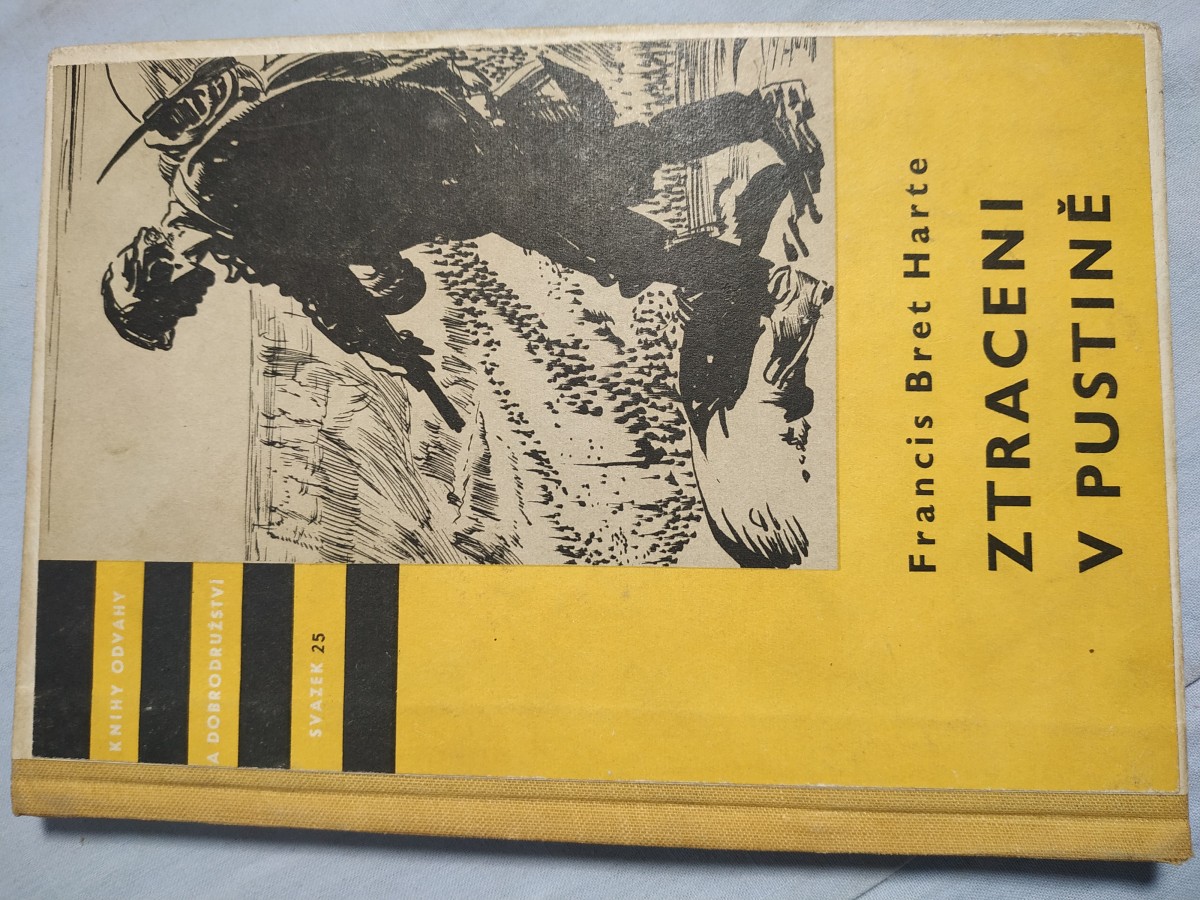 KNIHY ODVAHY
A DOBRODRUŽSTVÍ
SVAZEK 25
Francis Bret Harte
ZTRACENI
V PUSTINĚ